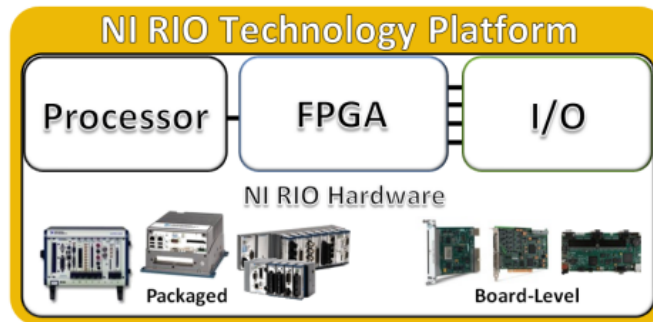 NI RIO Technology Platform
Processor
FPGA
I/O
NI RIO Hardware
Packaged
Board-Level